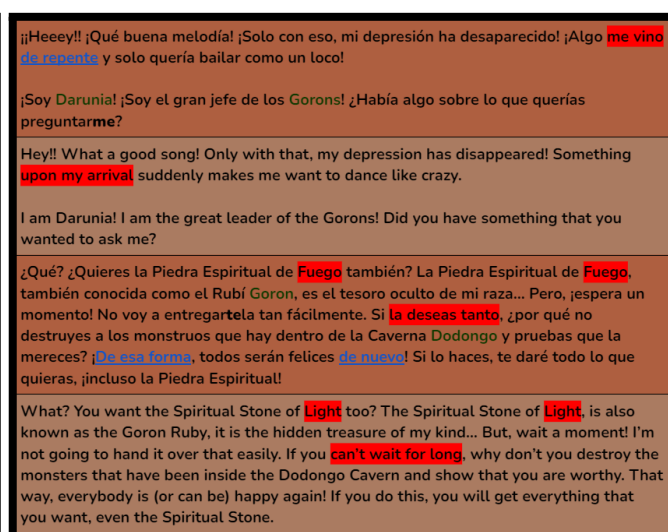 ¡¡Heeey!! ¡Qué buena melodía! ¡Solo con eso, mi depresión ha desaparecido! ¡Algo me vino
de repente y solo quería bailar como un loco!
¡Soy Darunia! ¡Soy el gran jefe de los Gorons! ¿Había algo sobre lo que querías
preguntarme?
Hey!! What a good song! Only with that, my depression has disappeared! Something
upon my arrival suddenly makes me want to dance like crazy.
I am Darunia! I am the great leader of the Gorons! Did you have something that you
wanted to ask me?
¿Qué? ¿Quieres la Piedra Espiritual de Fuego también? La Piedra Espiritual de Fuego,
también conocida como el Rubí Goron, es el tesoro oculto de mi raza... Pero, ¡espera un
momento! No voy a entregartela tan fácilmente. Si la deseas tanto, ¿por qué no
destruyes a los monstruos que hay dentro de la Caverna Dodongo y pruebas que la
mereces? ¡De esa forma, todos serán felices de nuevo! Si lo haces, te daré todo lo que
quieras, ¡incluso la Piedra Espiritual!
What? You want the Spiritual Stone of Light too? The Spiritual Stone of Light, is also
known as the Goron Ruby, it is the hidden treasure of my kind... But, wait a moment! I'm
not going to hand it over that easily. If you can't wait for long, why don't you destroy the
monsters that have been inside the Dodongo Cavern and show that you are worthy. That
way, everybody is (or can be) happy again! If you do this, you will get everything that
you want, even the Spiritual Stone.